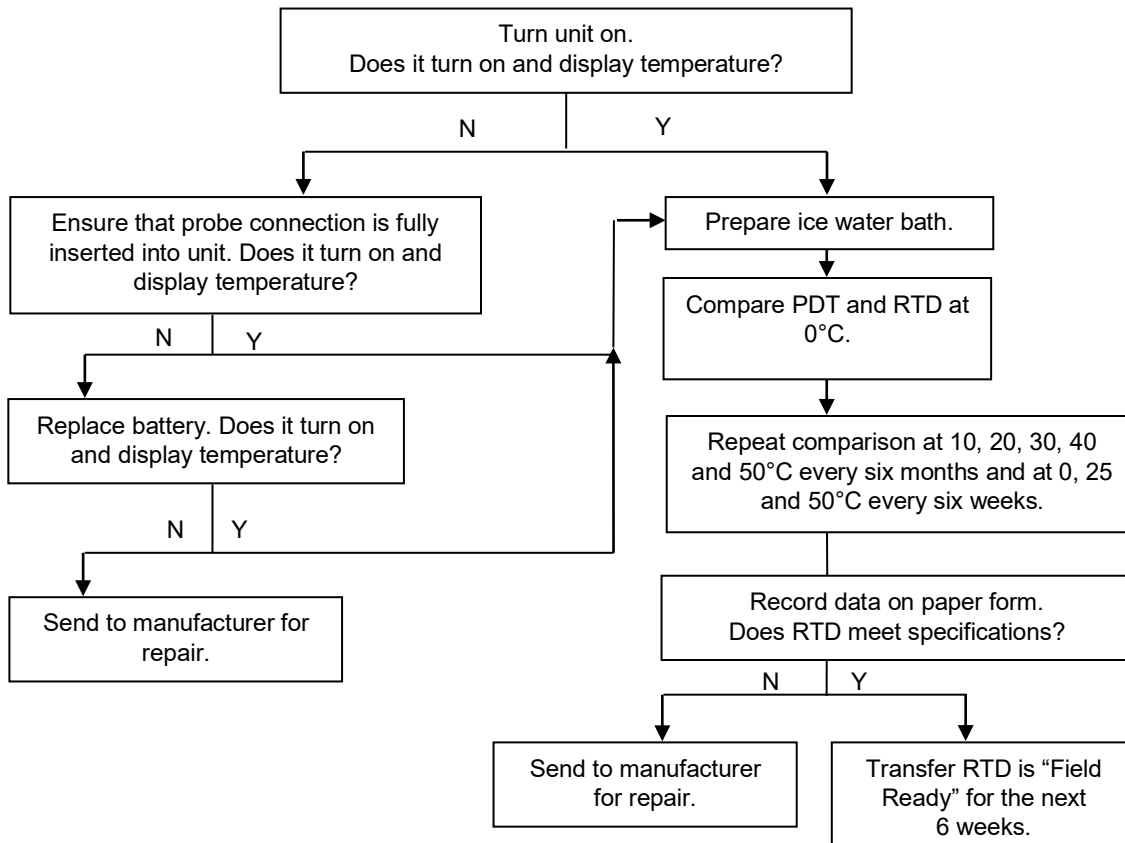 Turn unit on.
Does it turn on and display temperature?
N
Y
Ensure that probe connection is fully
inserted into unit. Does it turn on and
display temperature?
Prepare ice water bath.
Compare PDT and RTD at
0°C.
N
Y
Replace battery. Does it turn on
and display temperature?
Repeat comparison at 10, 20, 30, 40
and 50°C every six months and at 0, 25
and 50°C every six weeks.
N
Y
Send to manufacturer for
repair.
Record data on paper form.
Does RTD meet specifications?
N
Y
Send to manufacturer
for repair.
Transfer RTD is “Field
Ready” for the next
6 weeks.